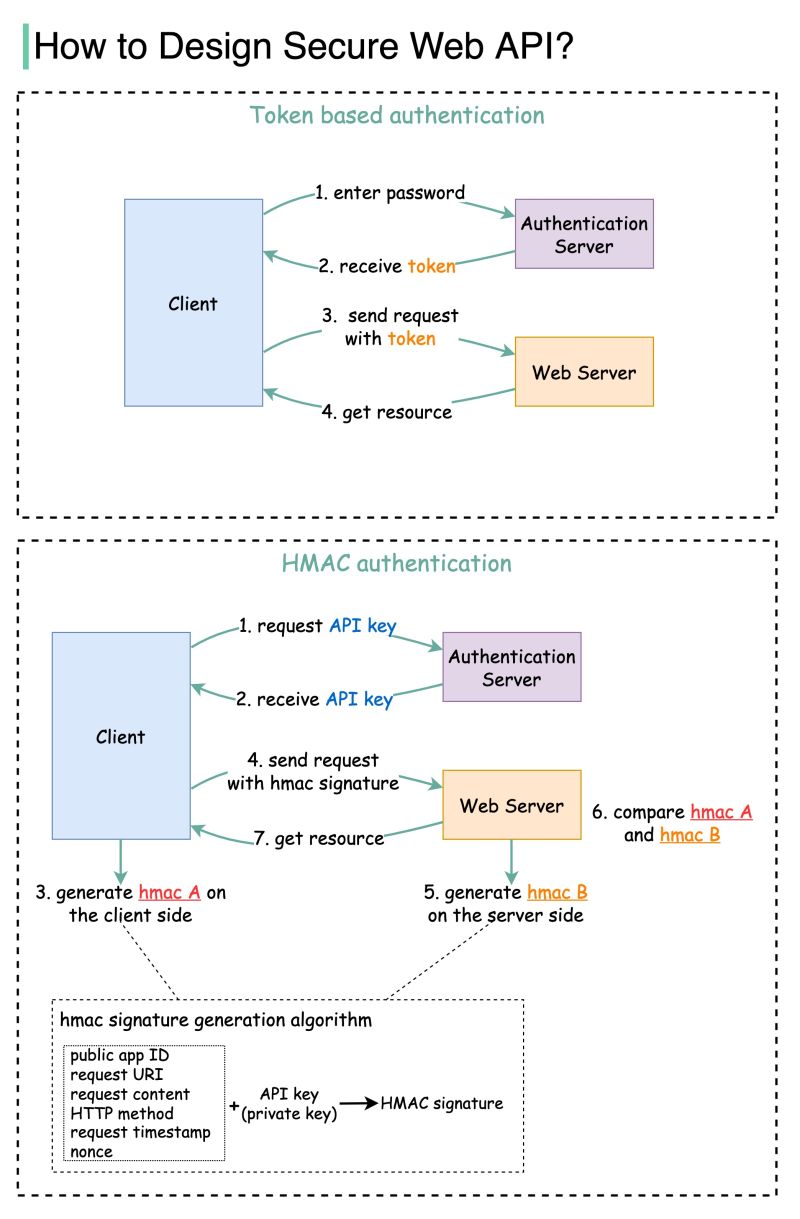 How to Design Secure Web API?
Token based authentication
1. enter password
Authentication
Server
2. receive token
Client
3. send request
with token
Web Server
4. get resource
HMAC authentication
1. request API key
Authentication
Server
2. receive API key
Client
4. send request
with hmac signature
Web Server
6. compare hmac A
and hmac B
7. get resource
3. generate hmac A on
the client side
5. generate hmac B
on the server side
hmac signature generation algorithm
public app ID
request URI
request content
HTTP method
request timestamp
nonce
+
API key
(private key)
HMAC signature